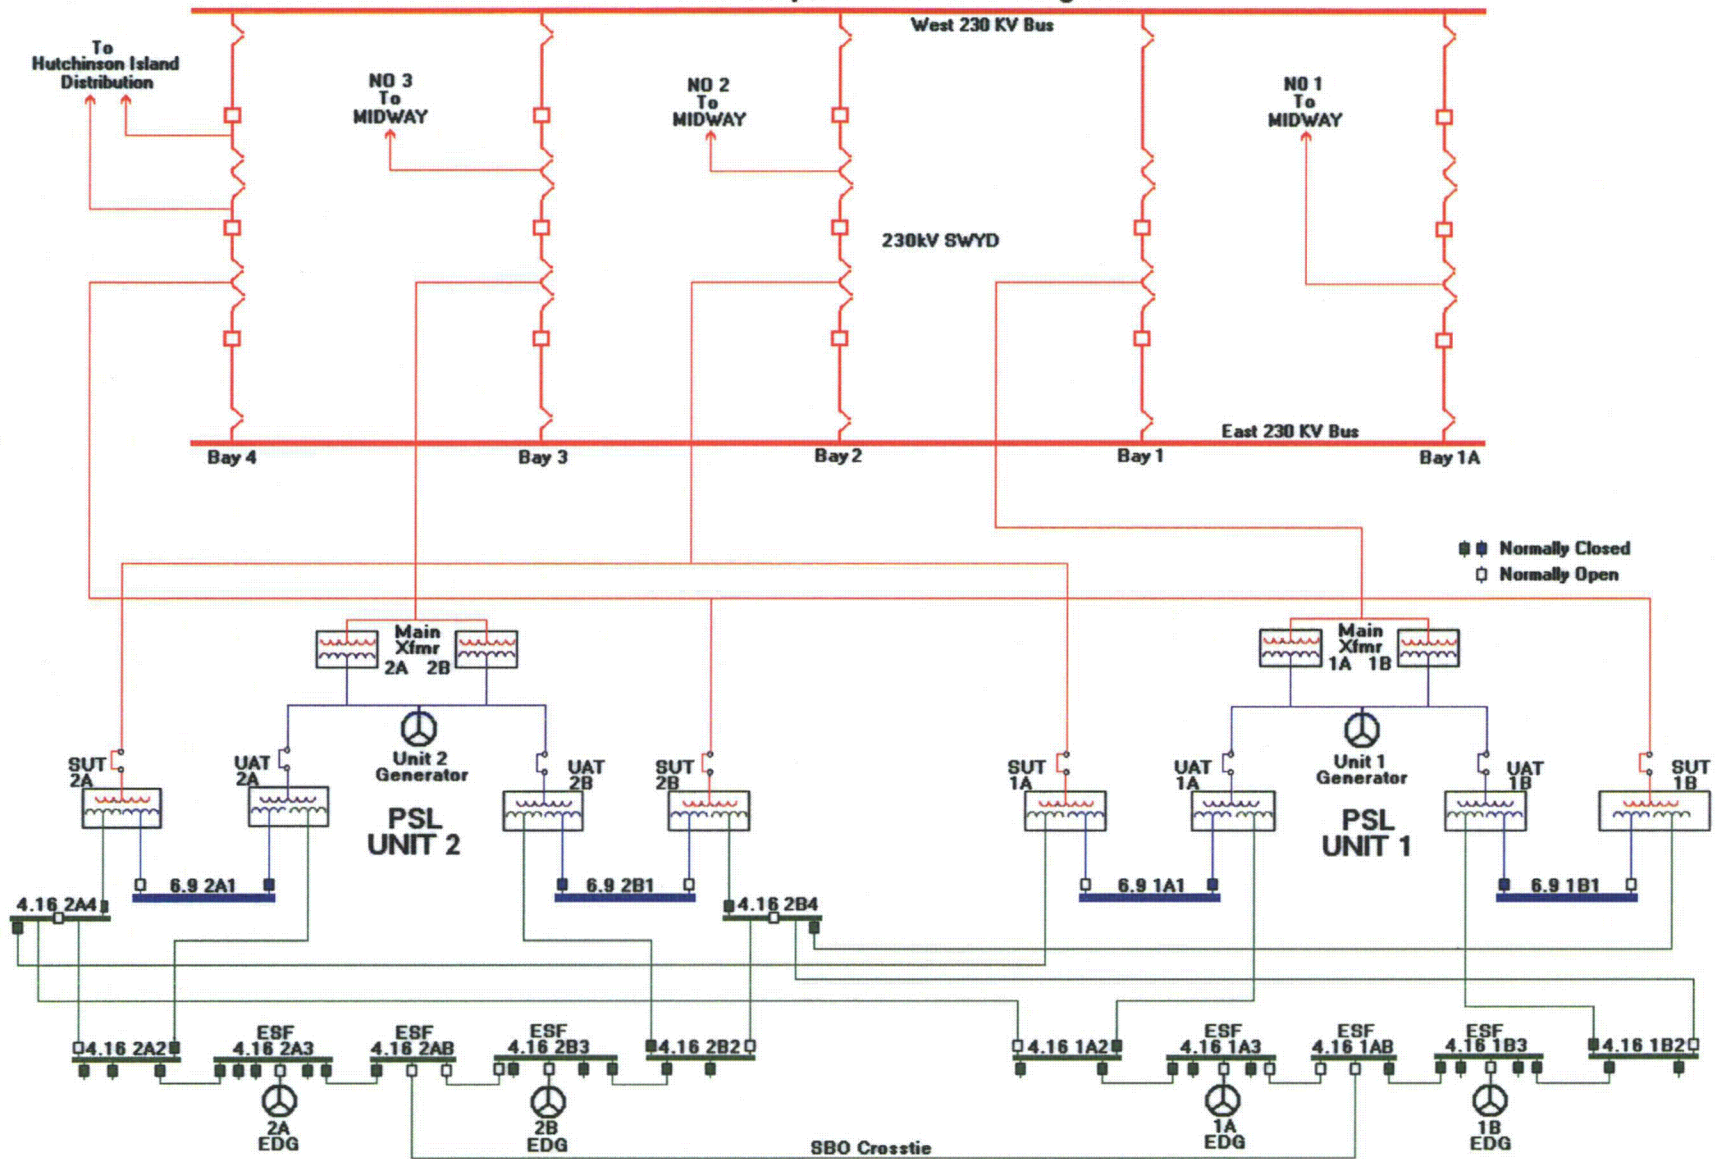 West 230 KV Bus
To
Hutchinson Island
Distribution
NO 3
To
MIDWAY
NO 2
To
MIDWAY
NO 1
To
MIDWAY
230kV SWYD
East 230 KV Bus
Bay 4
Bay 3
Bay 2
Bay 1
Bay 1A
Normally Closed
Normally Open
Main
Xfmr
2A 2B
Main
Xfmr
1A 1B
SUT
2A
UAT
2A
Unit 2
Generator
UAT
2B
SUT
2B
SUT
1A
UAT
1A
Unit 1
Generator
UAT
1B
SUT
1B
PSL
UNIT 2
PSL
UNIT 1
6.9 2A1
6.9 2B1
6.9 1A1
6.9 1B1
4.16 2A4
4.16 2B4
4.16 2A2
ESF
4.16 2A3
ESF
4.16 2AB
ESF
4.16 2B3
4.16 2B2
4.16 1A2
ESF
4.16 1A3
ESF
4.16 1AB
ESF
4.16 1B3
4.16 1B2
2A
EDG
2B
EDG
1A
EDG
1B
EDG
SBO Crosstie